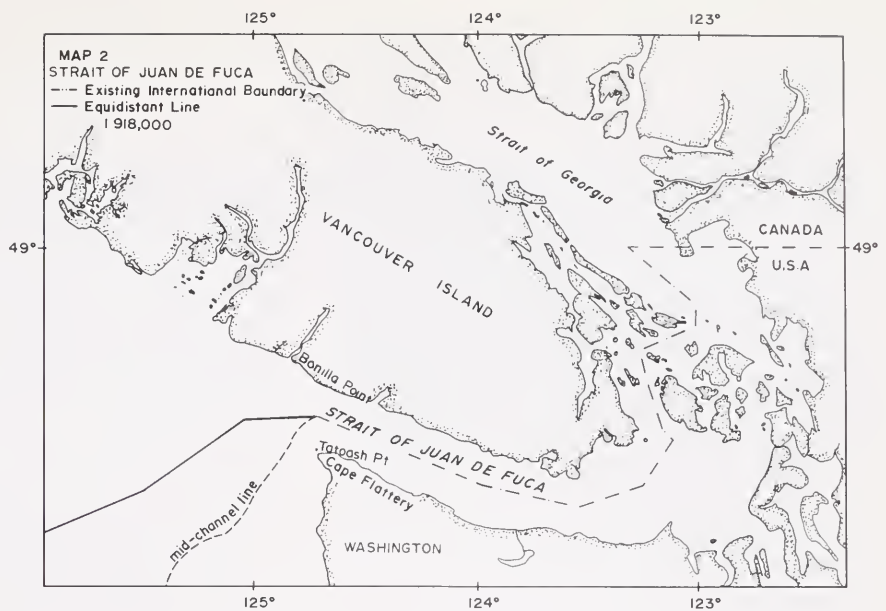 125° 124° 123°
MAP 2
STRAIT OF JUAN DE FUCA
Existing International Boundary
Equidistant Line
1 918,000
Strait of Georgia
VANCOUVER ISLAND
CANADA
49° 49°
U.S.A
Bonilla Point
STRAIT OF JUAN DE FUCA
Tatoosh Pt
Cape Flattery
mid-channel line
WASHINGTON
125° 124° 123°